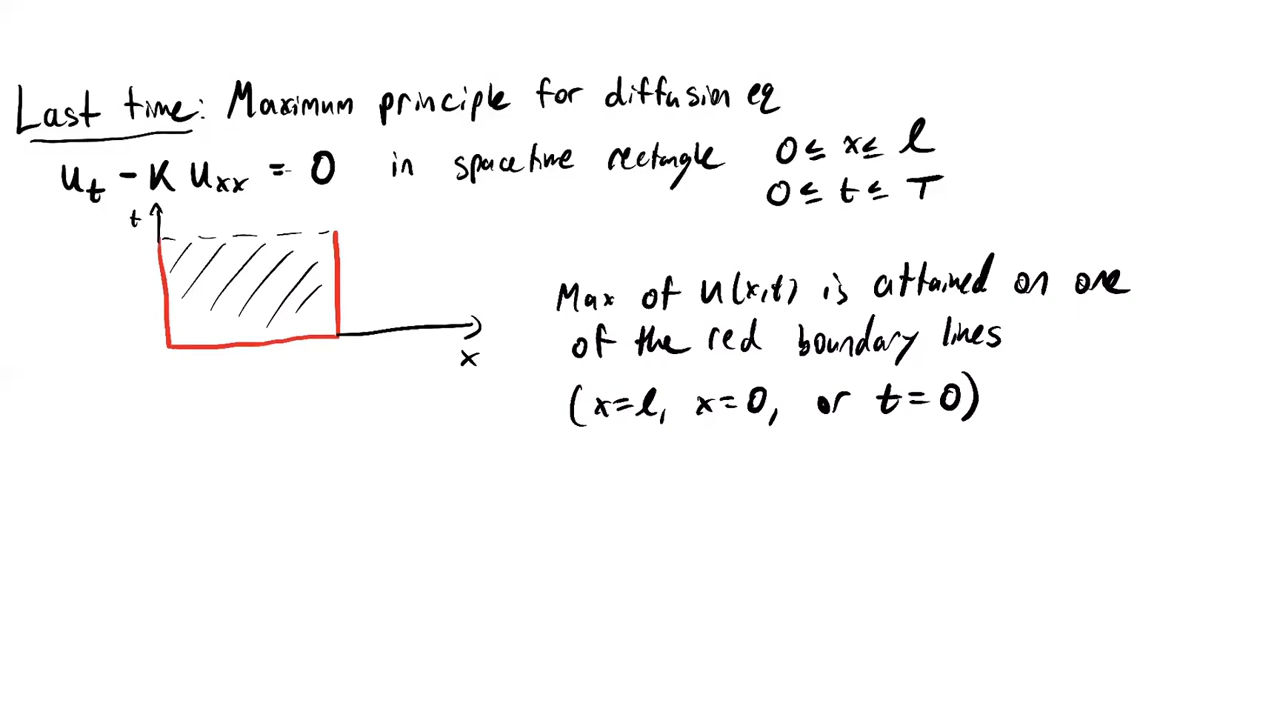 Last time: Maximum principle for diffusion eq
u_t - K u_xx = 0 in spacetime rectangle 0 ≤ x ≤ l
0 ≤ t ≤ T
t
x
Max of u(x,t) is attained on one
of the red boundary lines
(x=l, x=0, or t=0)